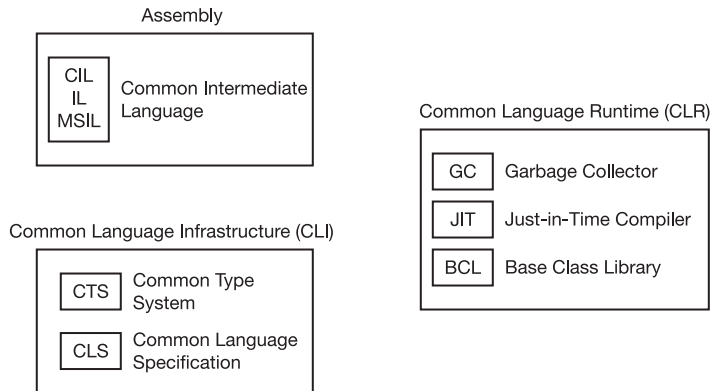 Assembly
CIL
IL
MSIL
Common Intermediate
Language
Common Language Infrastructure (CLI)
CTS
Common Type
System
CLS
Common Language
Specification
Common Language Runtime (CLR)
GC
Garbage Collector
JIT
Just-in-Time Compiler
BCL
Base Class Library